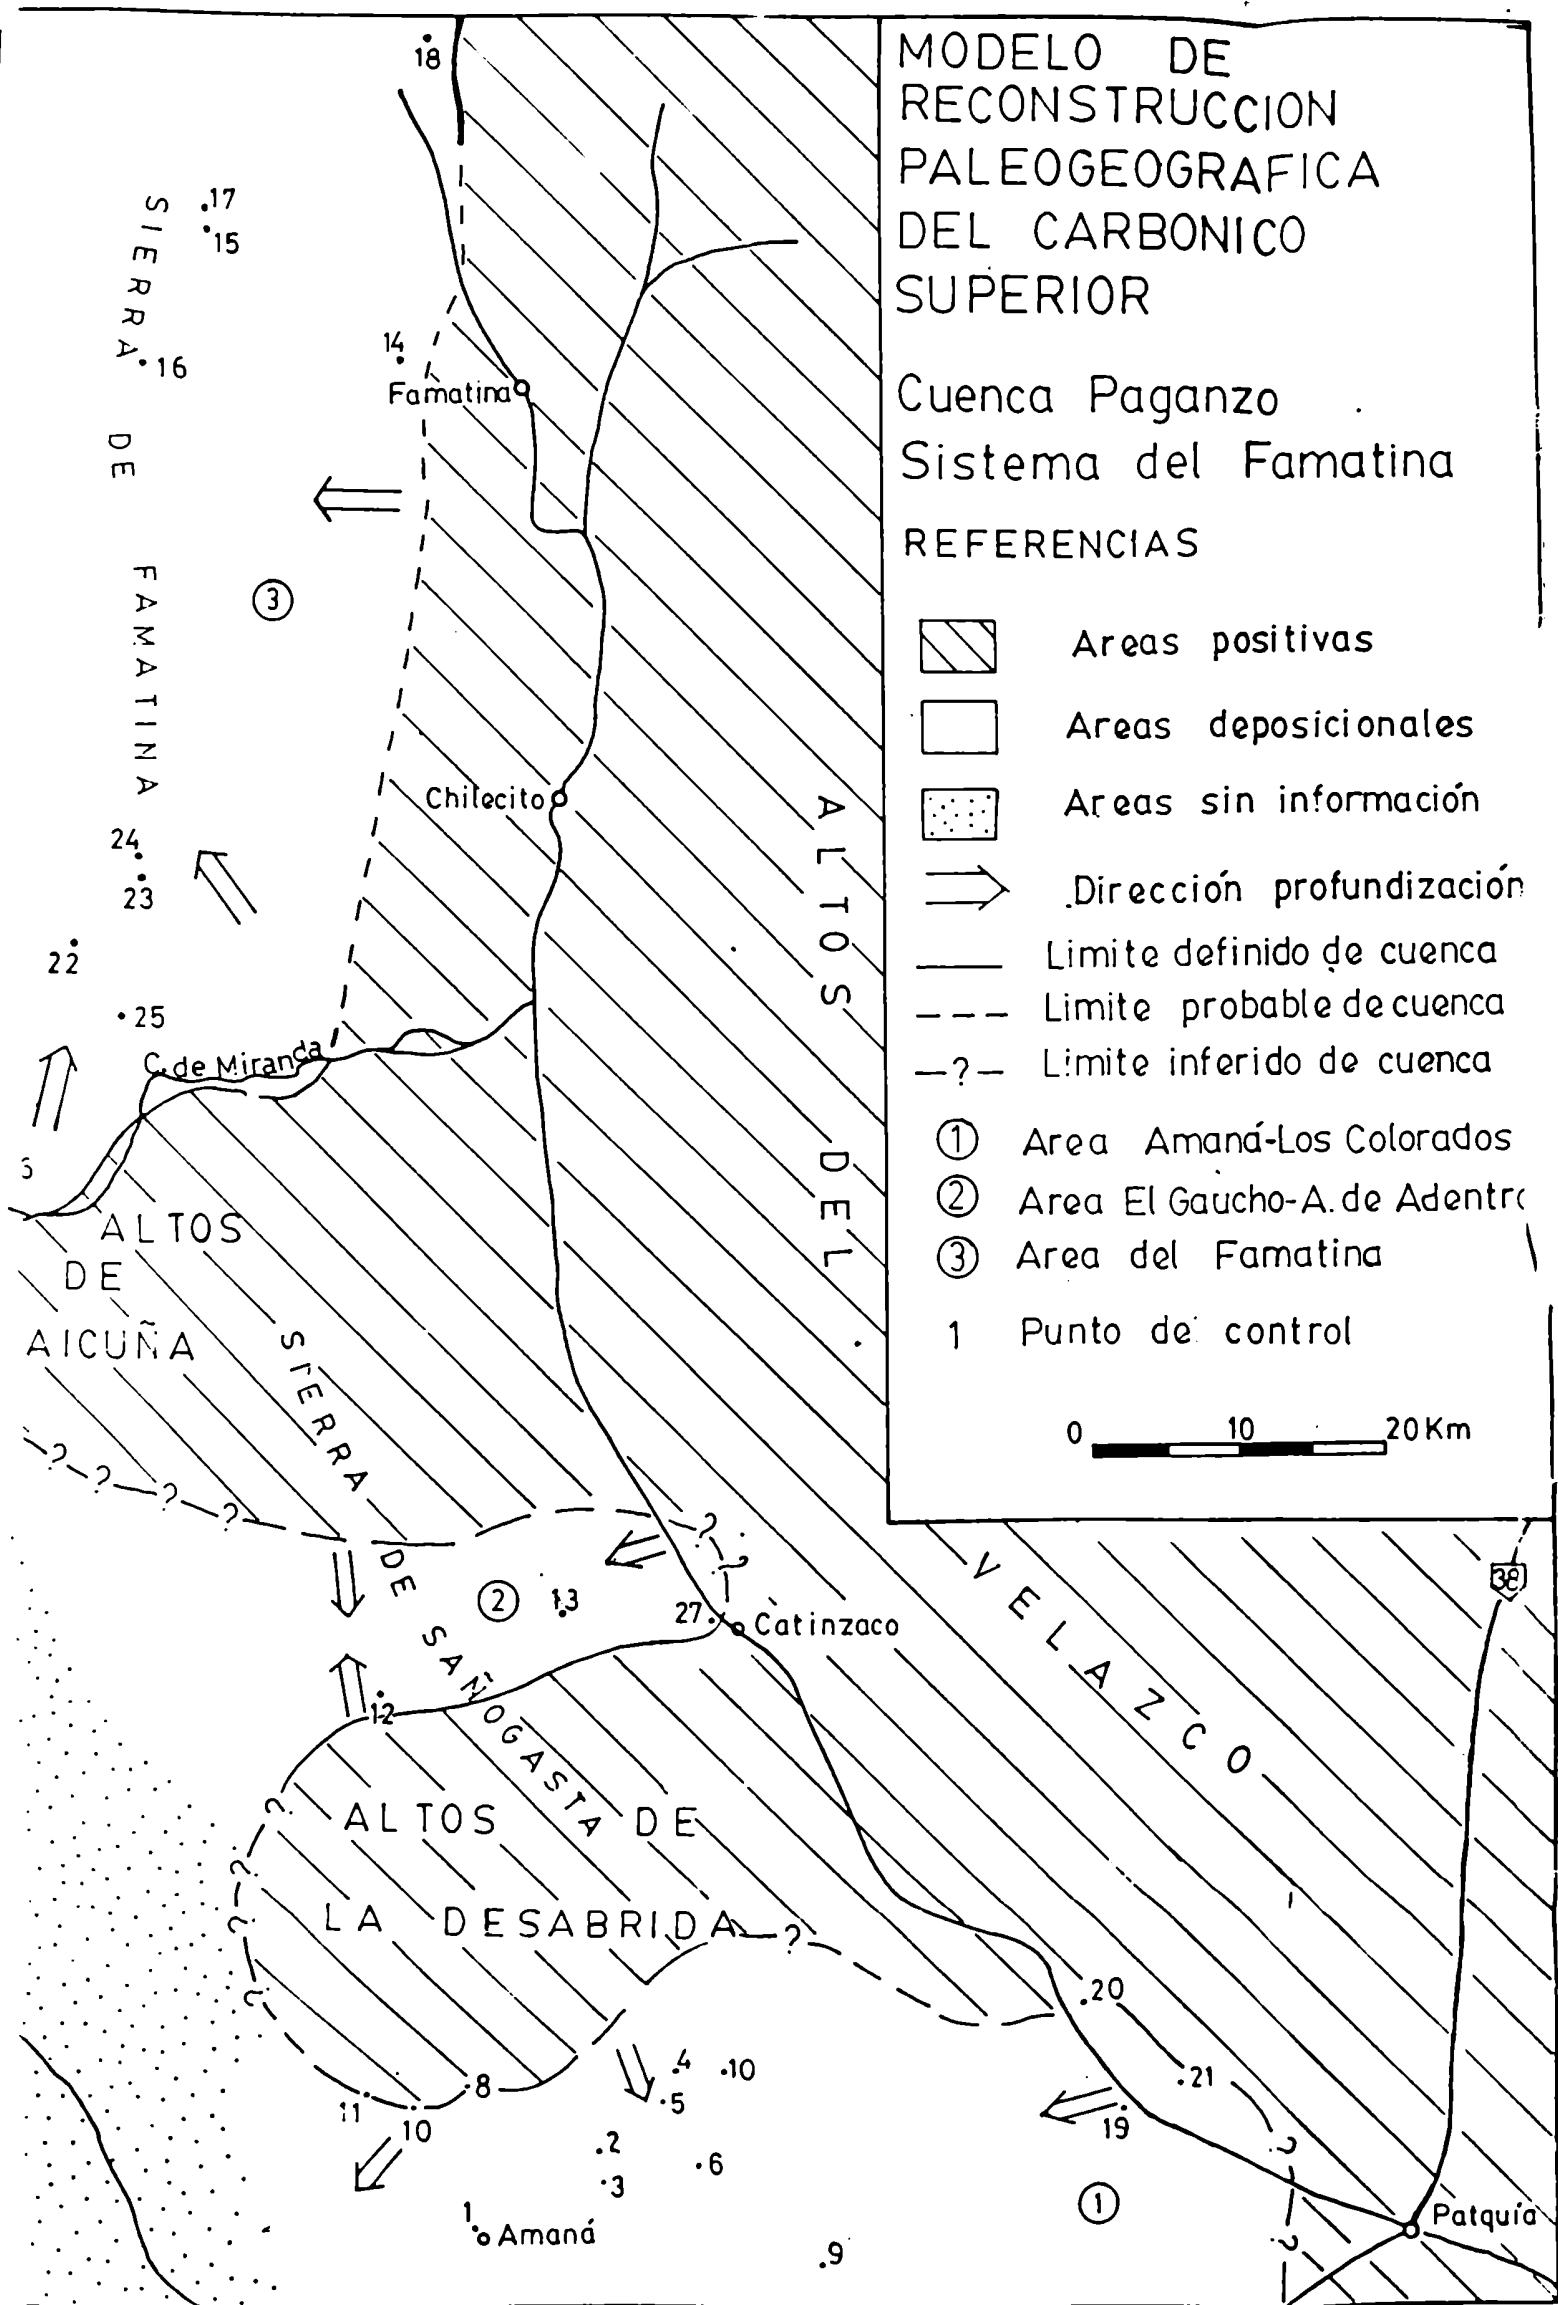 MODELO DE
RECONSTRUCCION
PALEOGEOGRAFICA
DEL CARBONICO
SUPERIOR
Cuenca Paganzo
Sistema del Famatina
REFERENCIAS
Areas positivas
Areas deposicionales
Areas sin información
Dirección profundización
Limite definido de cuenca
Limite probable de cuenca
—?— Limite inferido de cuenca
1 Area Amaná-Los Colorados
2 Area El Gaucho-A. de Adentro
3 Area del Famatina
1 Punto de control
0 10 20 Km
18
17
15
16
14
Famatina
SIERRA DE FAMATINA
3
Chilecito
24
23
22
25
C. de Miranda
ALTOS
DE
AICUÑA
SIERRA DE SAÑOGASTA
ALTOS DEL
VELAZCO
? ? ? ?
? ?
2
13
27
Catinzaco
38
12
ALTOS DE
LA DESABRIDA
?
? ? ? ?
20
21
19
4
10
5
8
11
10
2
3
6
1
Amaná
9
1
? ?
Patquía